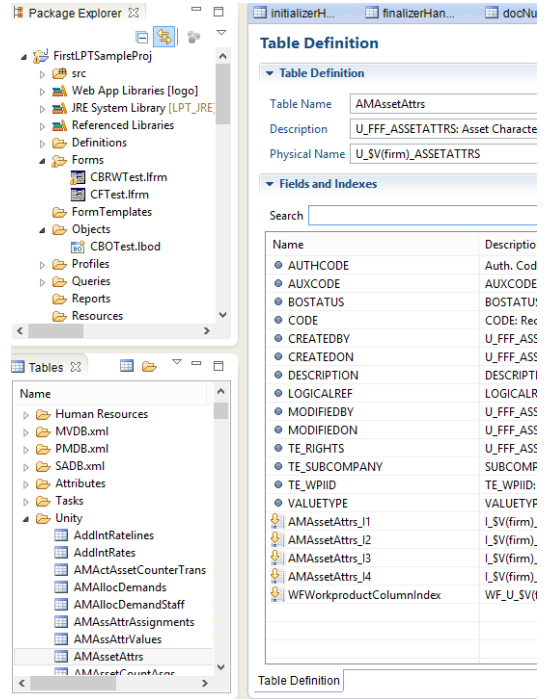 Package Explorer
FirstLPTSampleProj
src
Web App Libraries [logo]
JRE System Library [LPT_JRE]
Referenced Libraries
Definitions
Forms
CBRWTest.lfrm
CFTest.lfrm
FormTemplates
Objects
CBOTest.lbod
Profiles
Queries
Reports
Resources
Tables
Name
Human Resources
MVDB.xml
PMDB.xml
SADB.xml
Attributes
Tasks
Unity
AddIntRatelines
AddIntRates
AMActAssetCounterTrans
AMAllocDemands
AMAllocDemandStaff
AMAssAttrAssignments
AMAssAttrValues
AMAssetAttrs
AMAssetCountAsgs
initializerH... finalizerHan... docNu
Table Definition
Table Definition
Table Name AMAssetAttrs
Description U_FFF_ASSETATTRS: Asset Characte
Physical Name U_$V(firm)_ASSETATTRS
Fields and Indexes
Search
Name Descriptio
AUTHCODE Auth. Cod
AUXCODE AUXCODE
BOSTATUS BOSTATUS
CODE CODE: Rec
CREATEDBY U_FFF_ASS
CREATEDON U_FFF_ASS
DESCRIPTION DESCRIPTI
LOGICALREF LOGICALR
MODIFIEDBY U_FFF_ASS
MODIFIEDON U_FFF_ASS
TE_RIGHTS U_FFF_ASS
TE_SUBCOMPANY SUBCOMP
TE_WPIID TE_WPIID:
VALUETYPE VALUETYP
AMAssetAttrs_I1 I_$V(firm)_
AMAssetAttrs_I2 I_$V(firm)_
AMAssetAttrs_I3 I_$V(firm)_
AMAssetAttrs_I4 I_$V(firm)_
WFWorkproductColumnIndex WF_U_$V(f
Table Definition